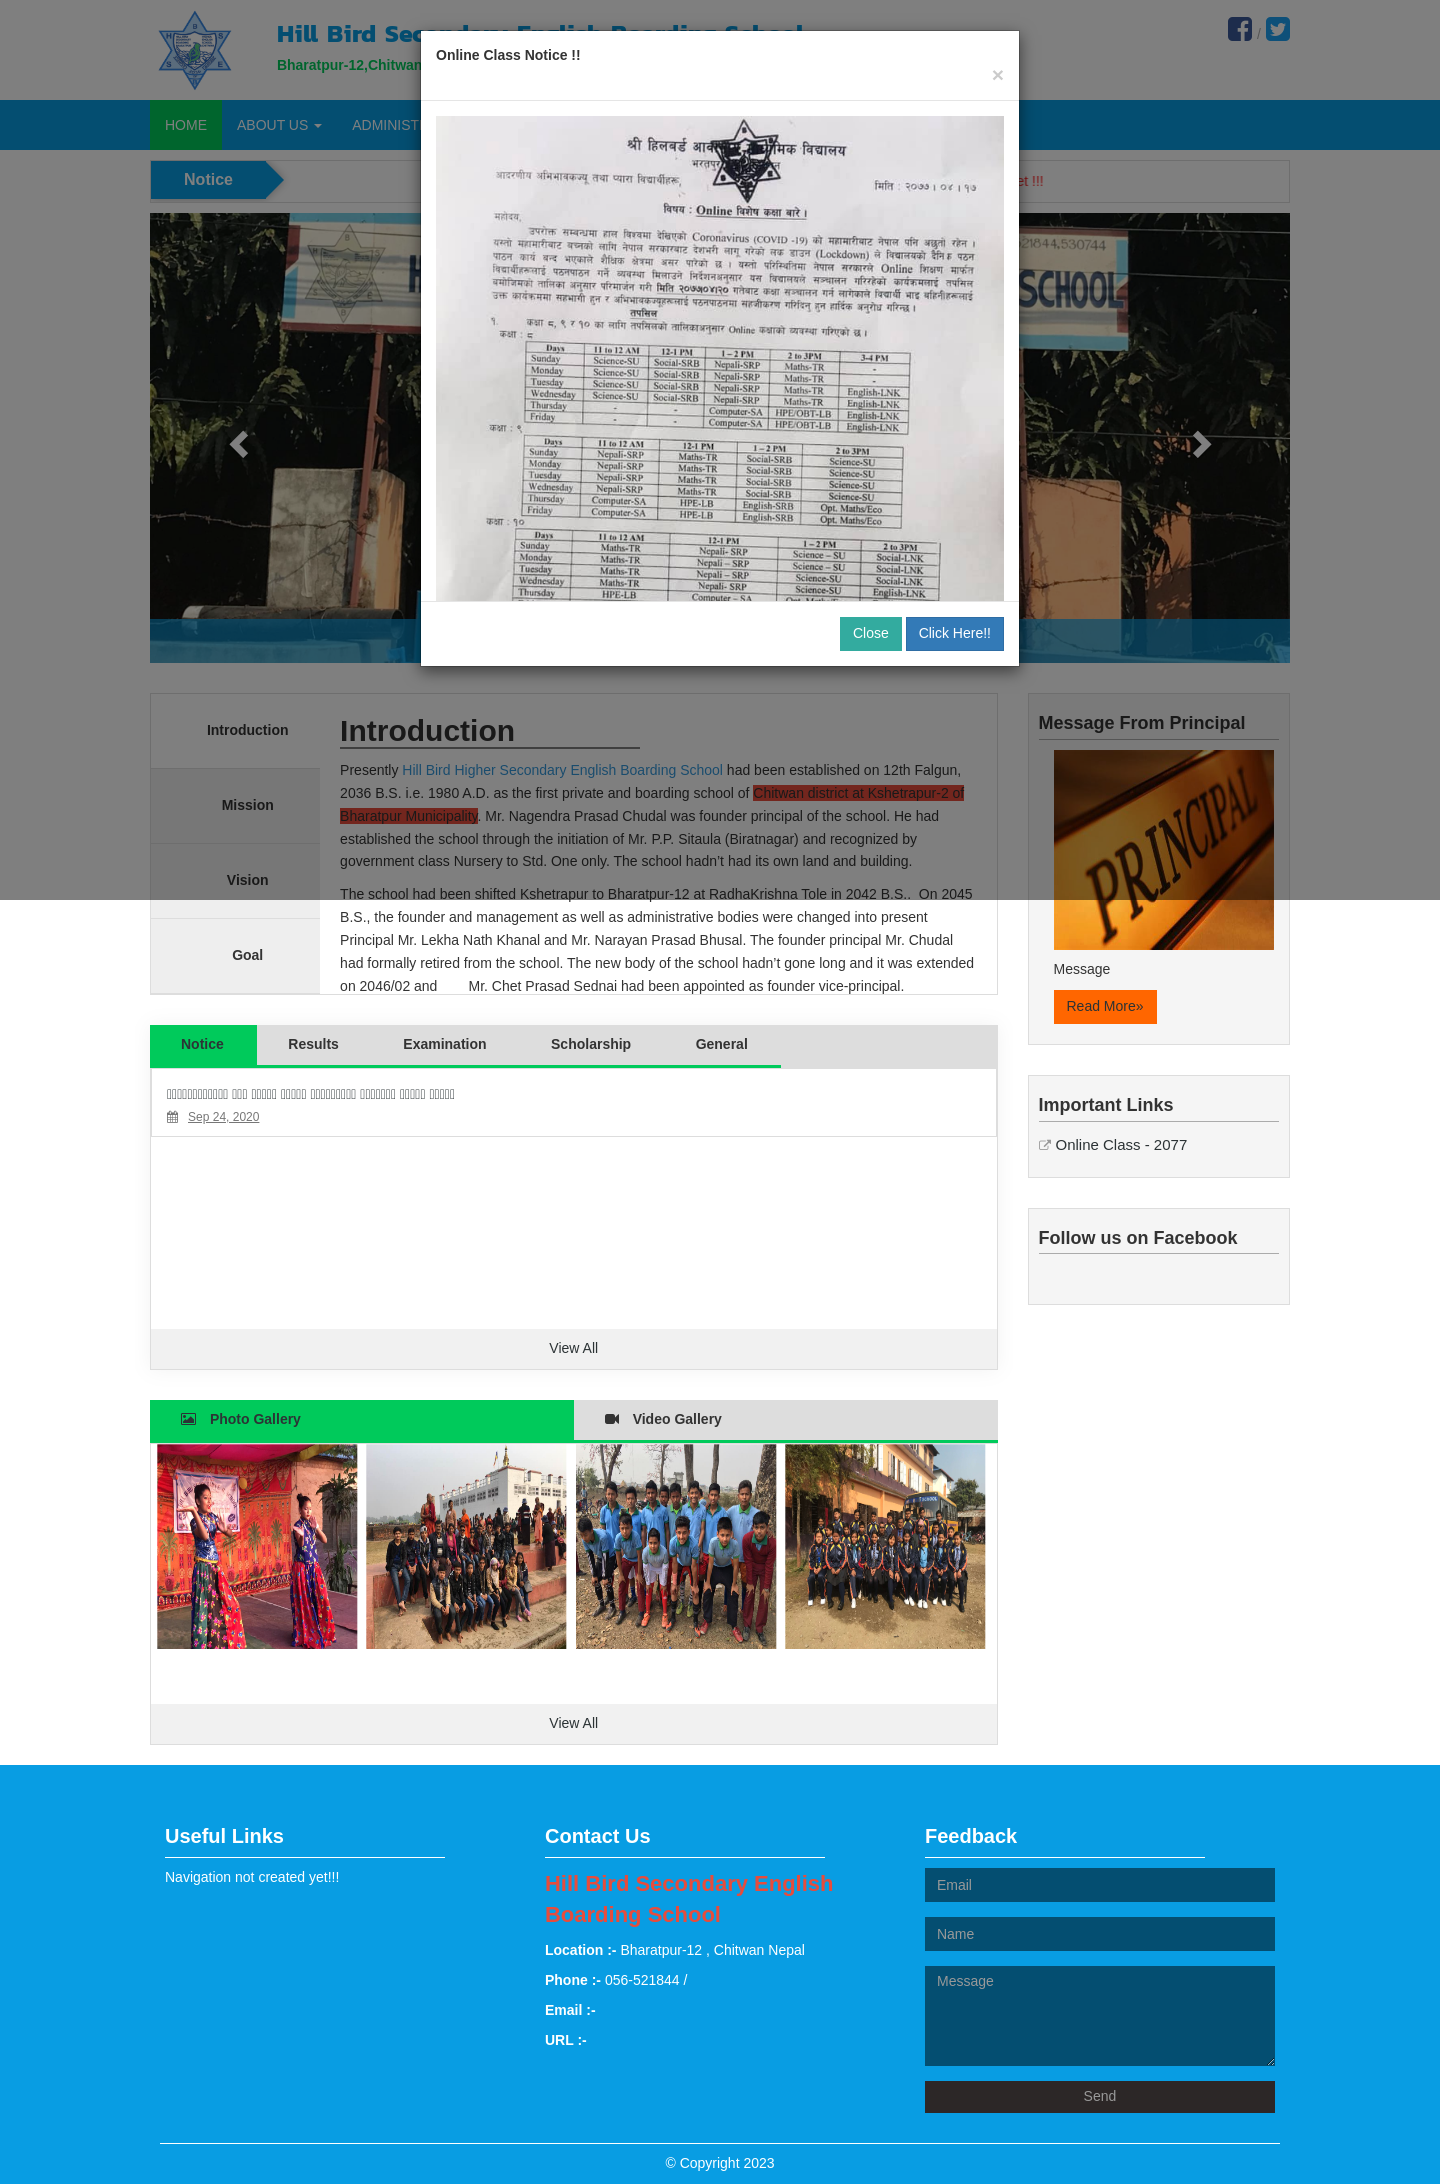 Hill Bird Secondary English Boarding School
Bharatpur-12,Chitwan
HOME
ABOUT US
Notice
et !!!
Online Class Notice !!
×
श्री हिलबर्ड
आदरणीय अभिभावकज्यू तथा प्यारा विद्यार्थीहरू,
मिति : २०७७ । ०४ । १७
विषय : Online विशेष कक्षा बारे ।
महोदय,
उपरोक्त सम्बन्धमा हाल विश्वमा देखिएको Coronavirus (COVID -19) को महामारीबाट नेपाल पनि अछुतो रहेन ।
यस्तो महामारीबाट बच्नको लागि नेपाल सरकारबाट देशभरी लागू गरेको लक डाउन (Lockdown) ले विद्यालयको दैनिक पठन
पाठन कार्य बन्द भएकाले शैक्षिक क्षेत्रमा असर पारेको छ । यस्तो परिस्थितिमा नेपाल सरकारले Online शिक्षण मार्फत
विद्यार्थीहरूलाई पठनपाठन गर्ने व्यवस्था मिलाउने निर्देशनअनुसार यस विद्यालयले सञ्चालन गरिरहेको कार्यक्रमलाई तपसिल
बमोजिमको तालिका अनुसार परिमार्जन गरी मिति २०७७।०४।२० गतेबाट कक्षा सञ्चालन गर्न लागेकाले विद्यार्थी भाइ बहिनीहरूलाई
उक्त कार्यक्रममा सहभागी हुन र अभिभावकज्यूहरूलाई पठनपाठनमा सहजीकरण गरिदिनु हुन हार्दिक अनुरोध गरिन्छ ।
तपसिल
१. कक्षा ८, ९ र १० का लागि तपसिलको तालिकाअनुसार Online कक्षाको व्यवस्था गरिएको छ ।
कक्षा : ८
Days 11 to 12 AM 12-1 PM 1 – 2 PM 2 to 3PM 3-4 PM
Sunday Science-SU Social-SRB Nepali-SRP Maths-TR -
Monday Science-SU Social-SRB Nepali-SRP Maths-TR -
Tuesday Science-SU Social-SRB Nepali-SRP Maths-TR -
Wednesday Science-SU Social-SRB Nepali-SRP Maths-TR English-LNK
Thursday - - Computer-SA HPE/OBT-LB English-LNK
Friday - - Computer-SA HPE/OBT-LB English-LNK
कक्षा : ९
Days 11 to 12 AM 12-1 PM 1 – 2 PM 2 to 3PM
Sunday Nepali-SRP Maths-TR Social-SRB Science-SU
Monday Nepali-SRP Maths-TR Social-SRB Science-SU
Tuesday Nepali-SRP Maths-TR Social-SRB Science-SU
Wednesday Nepali-SRP Maths-TR Social-SRB Science-SU
Thursday Computer-SA HPE-LB English-SRB Opt. Maths/Eco
Friday Computer-SA HPE-LB English-SRB Opt. Maths/Eco
कक्षा : १०
Days 11 to 12 AM 12-1 PM 1 – 2 PM 2 to 3PM
Sunday Maths-TR Nepali- SRP Science – SU Social-LNK
Monday Maths-TR Nepali – SRP Science – SU Social-LNK
Tuesday Maths-TR Nepali – SRP Science – SU Social-LNK
Wednesday Maths-TR Nepali- SRP Science-SU Social-LNK
Thursday HPE-LB Computer – SA English-LNK
Close
Click Here!!
21844,530744
H
SCHOOL
Introduction
Mission
Vision
Goal
Introduction
Presently Hill Bird Higher Secondary English Boarding School had been established on 12th Falgun,
2036 B.S. i.e. 1980 A.D. as the first private and boarding school of Chitwan district at Kshetrapur-2 of
Bharatpur Municipality. Mr. Nagendra Prasad Chudal was founder principal of the school. He had
established the school through the initiation of Mr. P.P. Sitaula (Biratnagar) and recognized by
government class Nursery to Std. One only. The school hadn’t had its own land and building.
The school had been shifted Kshetrapur to Bharatpur-12 at RadhaKrishna Tole in 2042 B.S.. On 2045
B.S., the founder and management as well as administrative bodies were changed into present
Principal Mr. Lekha Nath Khanal and Mr. Narayan Prasad Bhusal. The founder principal Mr. Chudal
had formally retired from the school. The new body of the school hadn’t gone long and it was extended
on 2046/02 and Mr. Chet Prasad Sednai had been appointed as founder vice-principal.
Message From Principal
PRINCIPAL
Message
Read More»
Notice
Results
Examination
Scholarship
General
Sep 24, 2020
View All
Important Links
Online Class - 2077
Follow us on Facebook
Photo Gallery
Video Gallery
View All
Useful Links
Navigation not created yet!!!
Contact Us
Hill Bird Secondary English
Boarding School
Location :- Bharatpur-12 , Chitwan Nepal
Phone :- 056-521844 /
Email :-
URL :-
Feedback
Email
Name
Message
Send
© Copyright 2023